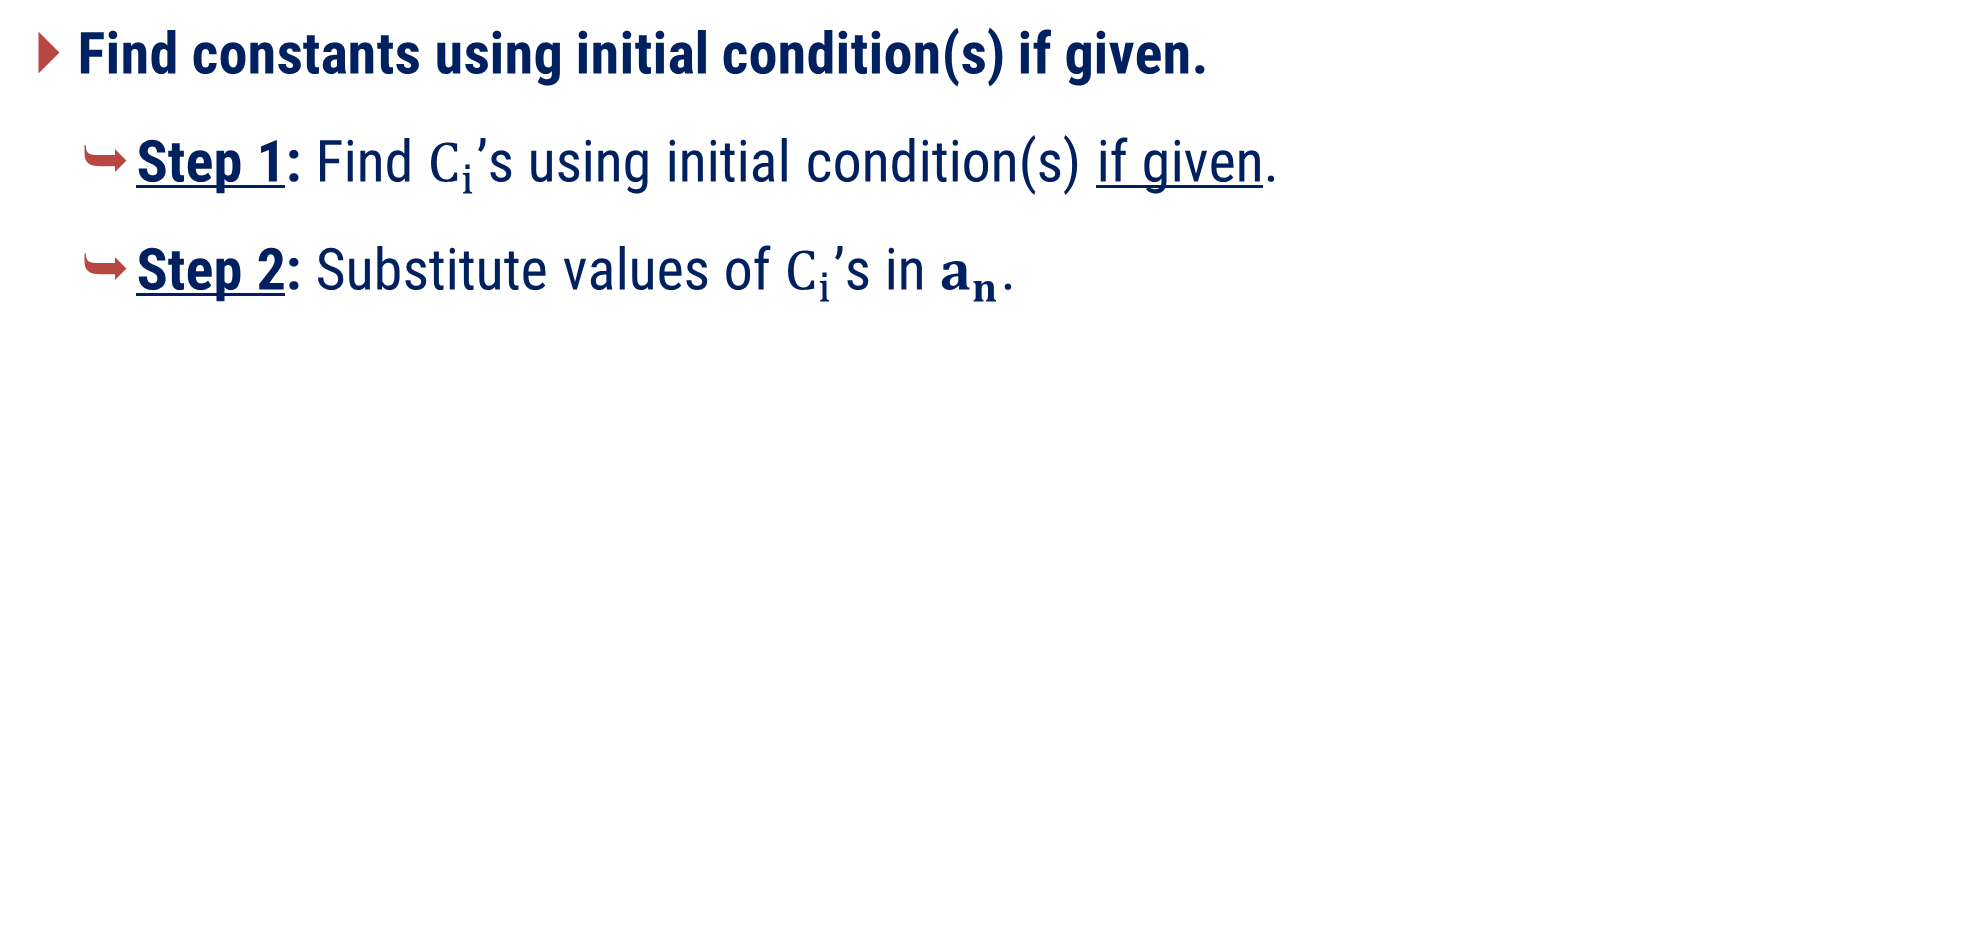 Find constants using initial condition(s) if given.
Step 1: Find Cᵢ’s using initial condition(s) if given.
Step 2: Substitute values of Cᵢ’s in aₙ.